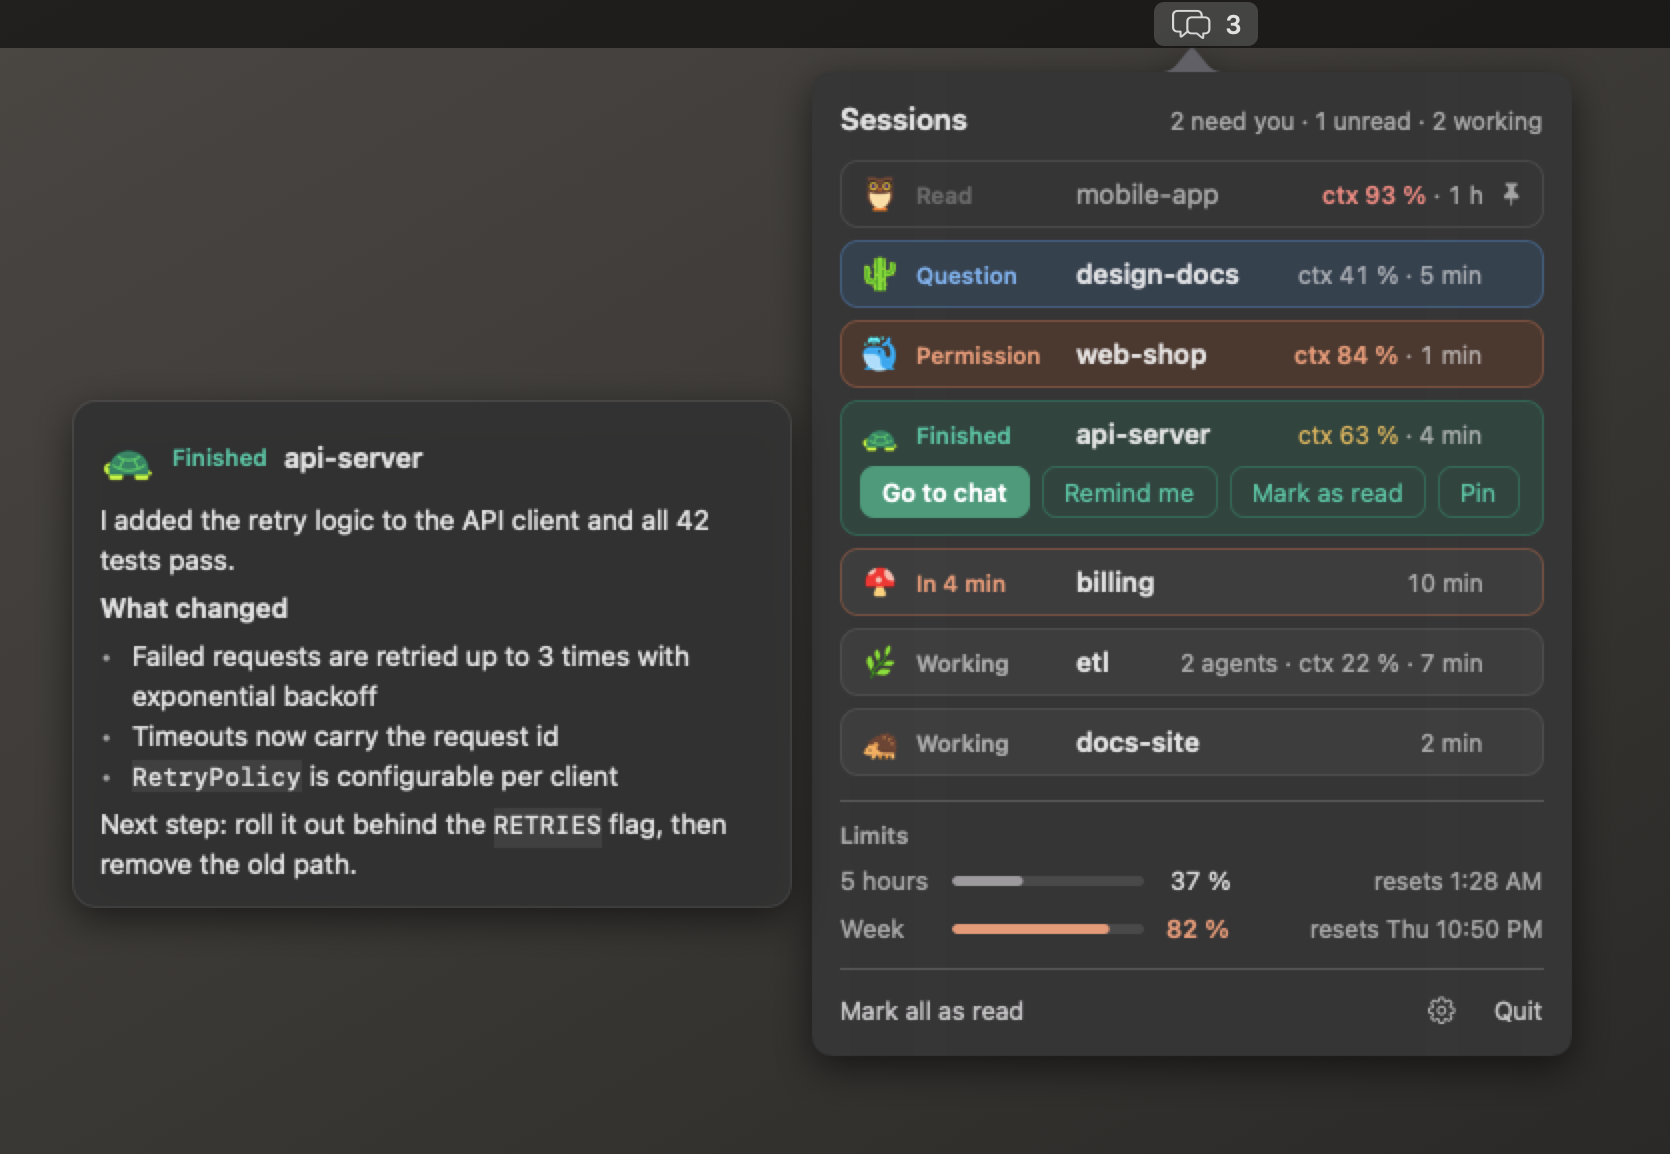 3
Sessions 2 need you · 1 unread · 2 working
Read mobile-app ctx 93 % · 1 h
Question design-docs ctx 41 % · 5 min
Permission web-shop ctx 84 % · 1 min
Finished api-server ctx 63 % · 4 min
Go to chat Remind me Mark as read Pin
In 4 min billing 10 min
Working etl 2 agents · ctx 22 % · 7 min
Working docs-site 2 min
Limits
5 hours 37 % resets 1:28 AM
Week 82 % resets Thu 10:50 PM
Mark all as read Quit
Finished api-server
I added the retry logic to the API client and all 42
tests pass.
What changed
• Failed requests are retried up to 3 times with
exponential backoff
• Timeouts now carry the request id
• RetryPolicy is configurable per client
Next step: roll it out behind the RETRIES flag, then
remove the old path.